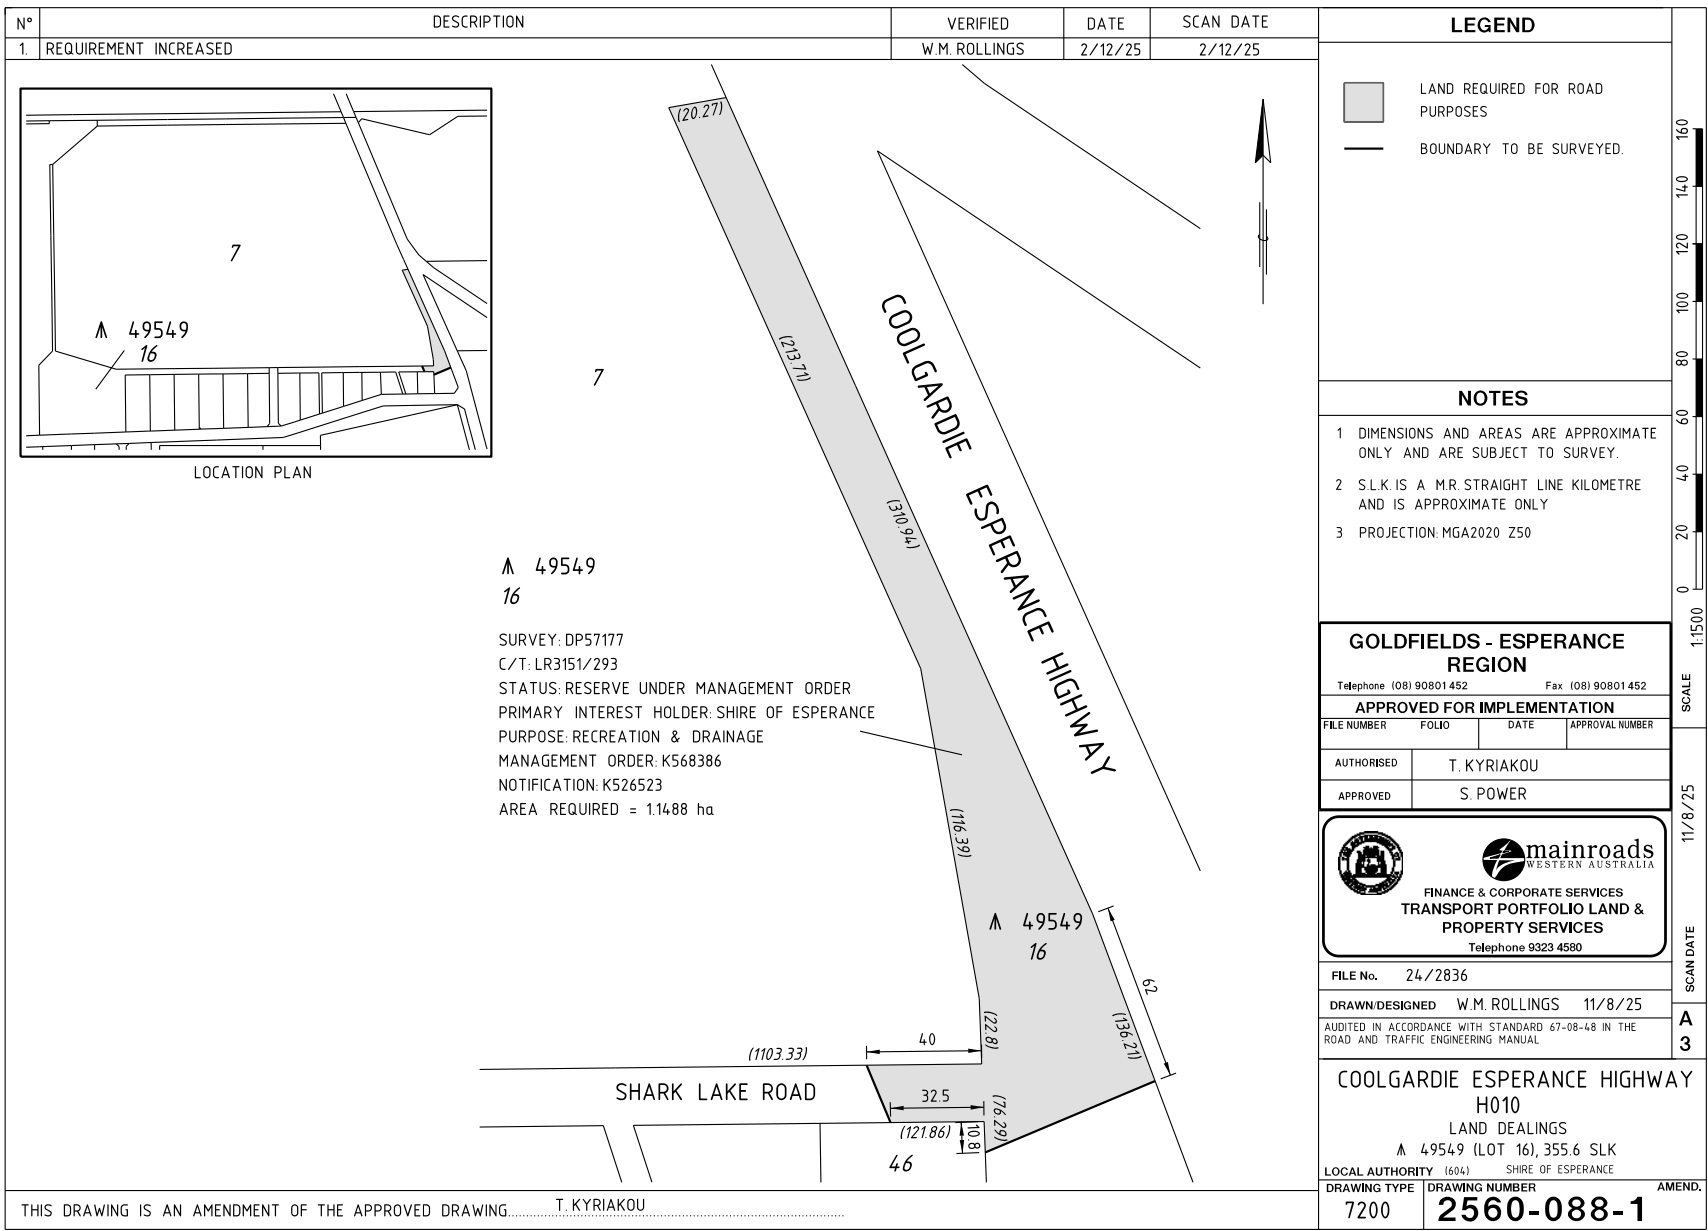 N° DESCRIPTION VERIFIED DATE SCAN DATE
1. REQUIREMENT INCREASED W.M. ROLLINGS 2/12/25 2/12/25
7
49549
16
LOCATION PLAN
(20.27)
(213.71)
7
COOLGARDIE ESPERANCE HIGHWAY
(310.94)
49549
16
SURVEY: DP57177
C/T: LR3151/293
STATUS: RESERVE UNDER MANAGEMENT ORDER
PRIMARY INTEREST HOLDER: SHIRE OF ESPERANCE
PURPOSE: RECREATION & DRAINAGE
MANAGEMENT ORDER: K568386
NOTIFICATION: K526523
AREA REQUIRED = 1.1488 ha
(116.39)
49549
16
62
(136.21)
(22.8)
40
(1103.33)
SHARK LAKE ROAD
32.5
(76.29)
(121.86)
10.8
46
THIS DRAWING IS AN AMENDMENT OF THE APPROVED DRAWING T. KYRIAKOU
LEGEND
LAND REQUIRED FOR ROAD
PURPOSES
BOUNDARY TO BE SURVEYED.
NOTES
1 DIMENSIONS AND AREAS ARE APPROXIMATE
ONLY AND ARE SUBJECT TO SURVEY.
2 S.L.K. IS A M.R. STRAIGHT LINE KILOMETRE
AND IS APPROXIMATE ONLY
3 PROJECTION: MGA2020 Z50
GOLDFIELDS - ESPERANCE
REGION
Telephone (08) 90801 452 Fax (08) 90801 452
APPROVED FOR IMPLEMENTATION
FILE NUMBER FOLIO DATE APPROVAL NUMBER
AUTHORISED T. KYRIAKOU
APPROVED S. POWER
mainroads
WESTERN AUSTRALIA
FINANCE & CORPORATE SERVICES
TRANSPORT PORTFOLIO LAND &
PROPERTY SERVICES
Telephone 9323 4580
FILE No. 24/2836
DRAWN/DESIGNED W.M. ROLLINGS 11/8/25
AUDITED IN ACCORDANCE WITH STANDARD 67-08-48 IN THE
ROAD AND TRAFFIC ENGINEERING MANUAL
COOLGARDIE ESPERANCE HIGHWAY
H010
LAND DEALINGS
49549 (LOT 16), 355.6 SLK
LOCAL AUTHORITY (604) SHIRE OF ESPERANCE
DRAWING TYPE DRAWING NUMBER AMEND.
7200 2560-088-1
0 20 40 60 80 100 120 140 160
SCALE 1:1500
SCAN DATE 11/8/25
A
3